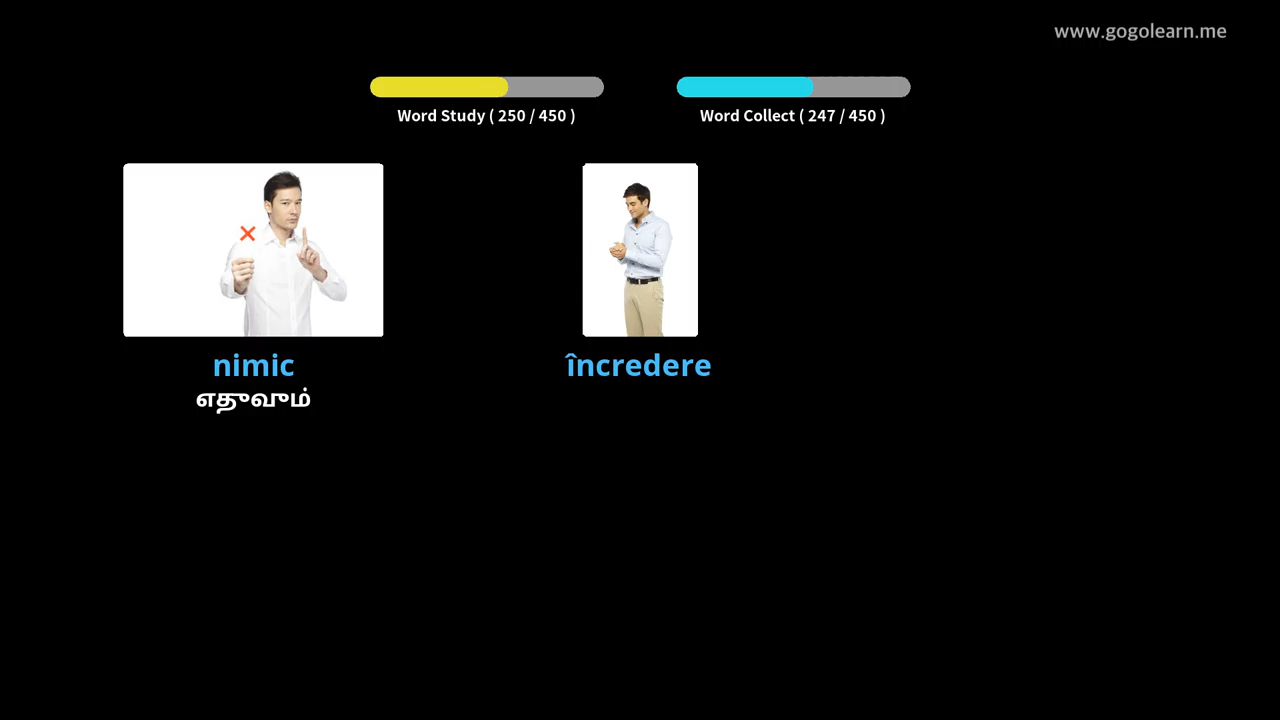 www.gogolearn.me
Word Study ( 250 / 450 )
Word Collect ( 247 / 450 )
nimic
எதுவும்
încredere